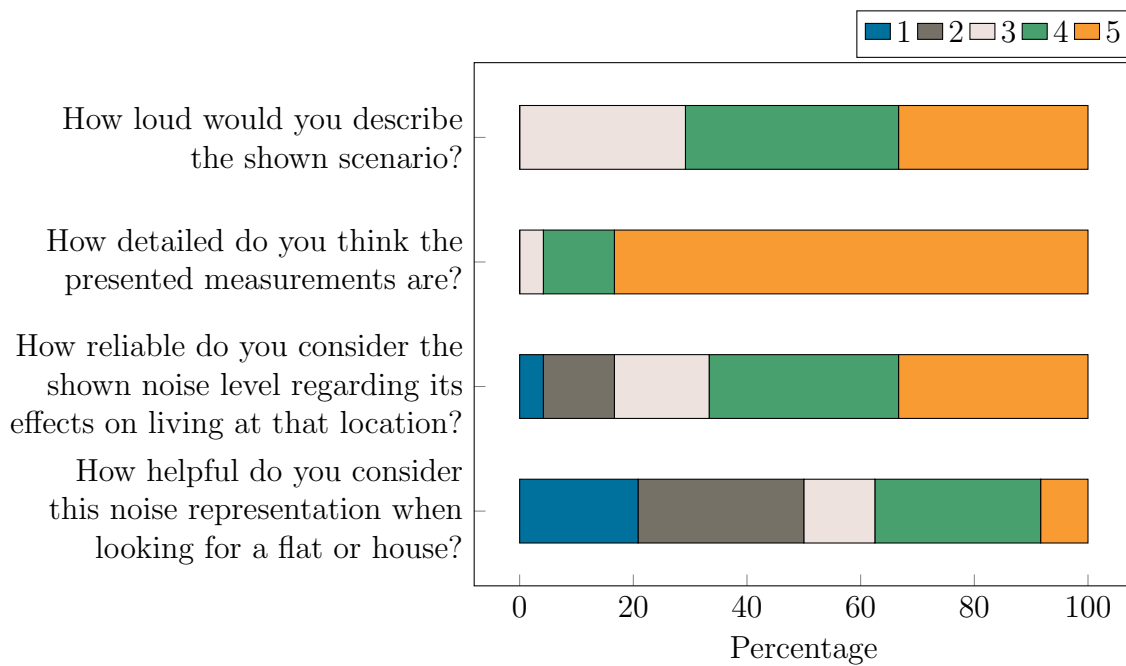 1 2 3 4 5
How loud would you describe
the shown scenario?
How detailed do you think the
presented measurements are?
How reliable do you consider the
shown noise level regarding its
effects on living at that location?
How helpful do you consider
this noise representation when
looking for a flat or house?
0 20 40 60 80 100
Percentage